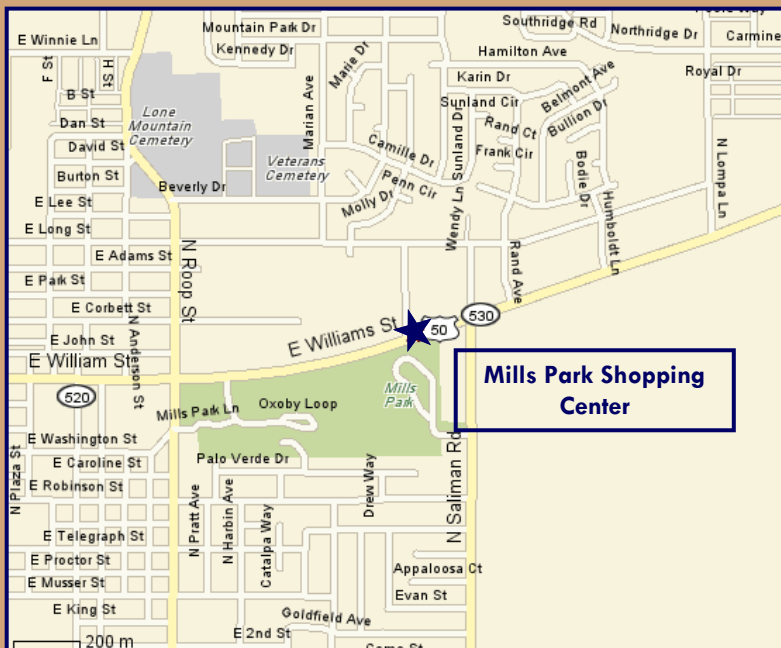 Mountain Park Dr
Southridge Rd
Northridge Dr
Carmine
E Winnie Ln
Kennedy Dr
Hamilton Ave
F St
H St
Marie Dr
Karin Dr
Belmont Ave
Royal Dr
B St
Lone
Mountain
Cemetery
Marian Ave
Sunland Cir
Bullion Dr
Dan St
Rand Ct
David St
Camille Dr
Sunland Dr
Frank Cir
N Lompa Ln
Veterans
Cemetery
Burton St
Beverly Dr
Penn Cir
Bodie Dr
E Lee St
Molly Dr
Wendy Ln
Humboldt Ln
E Long St
E Adams St
N Roop St
Rand Ave
E Park St
E Corbett St
530
E Williams St
50
E John St
N Anderson St
E William St
Mills Park Shopping
Center
520
Mills
Park
Mills Park Ln
Oxoby Loop
E Washington St
E Caroline St
Palo Verde Dr
N Plaza St
E Robinson St
N Pratt Ave
N Harbin Ave
Catalpa Way
Drew Way
N Saliman Rd
E Telegraph St
E Proctor St
Appaloosa Ct
E Musser St
Evan St
E King St
Goldfield Ave
E 2nd St
200 m